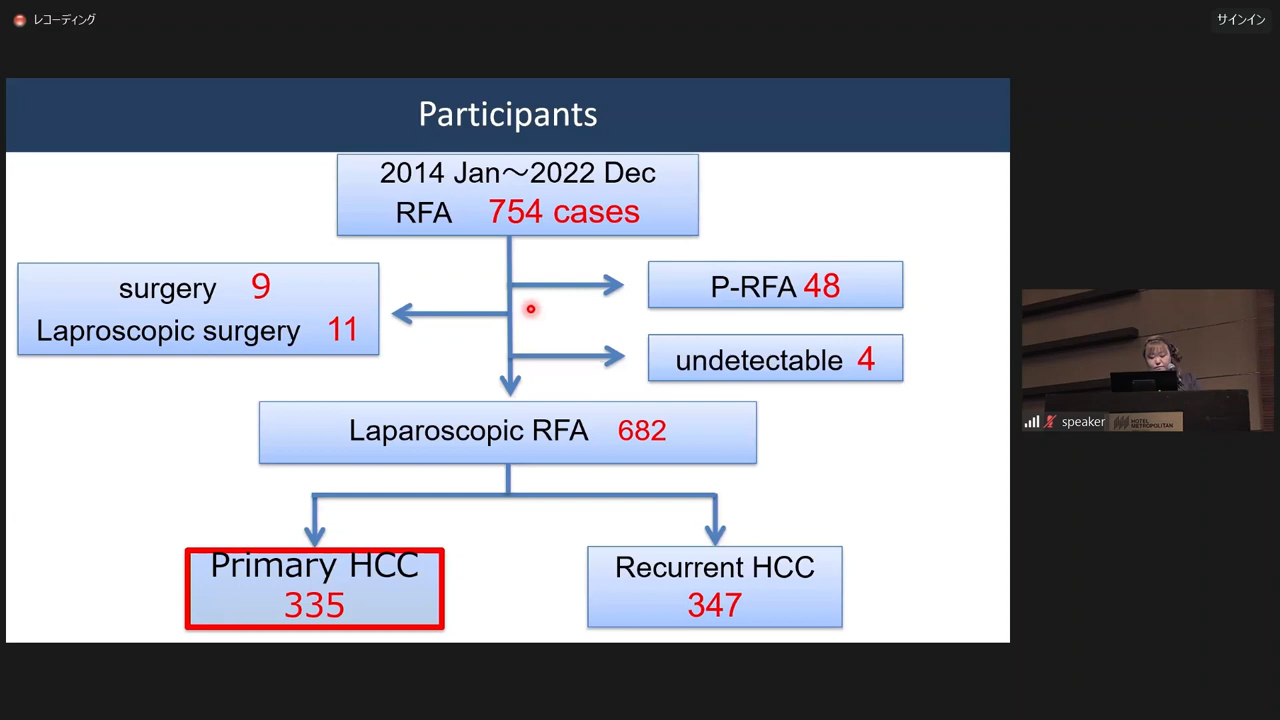 レコーディング
サインイン
Participants
2014 Jan～2022 Dec
RFA 754 cases
surgery 9
Laproscopic surgery 11
P-RFA 48
undetectable 4
Laparoscopic RFA 682
Primary HCC
335
Recurrent HCC
347
speaker
HOTEL
METROPOLITAN